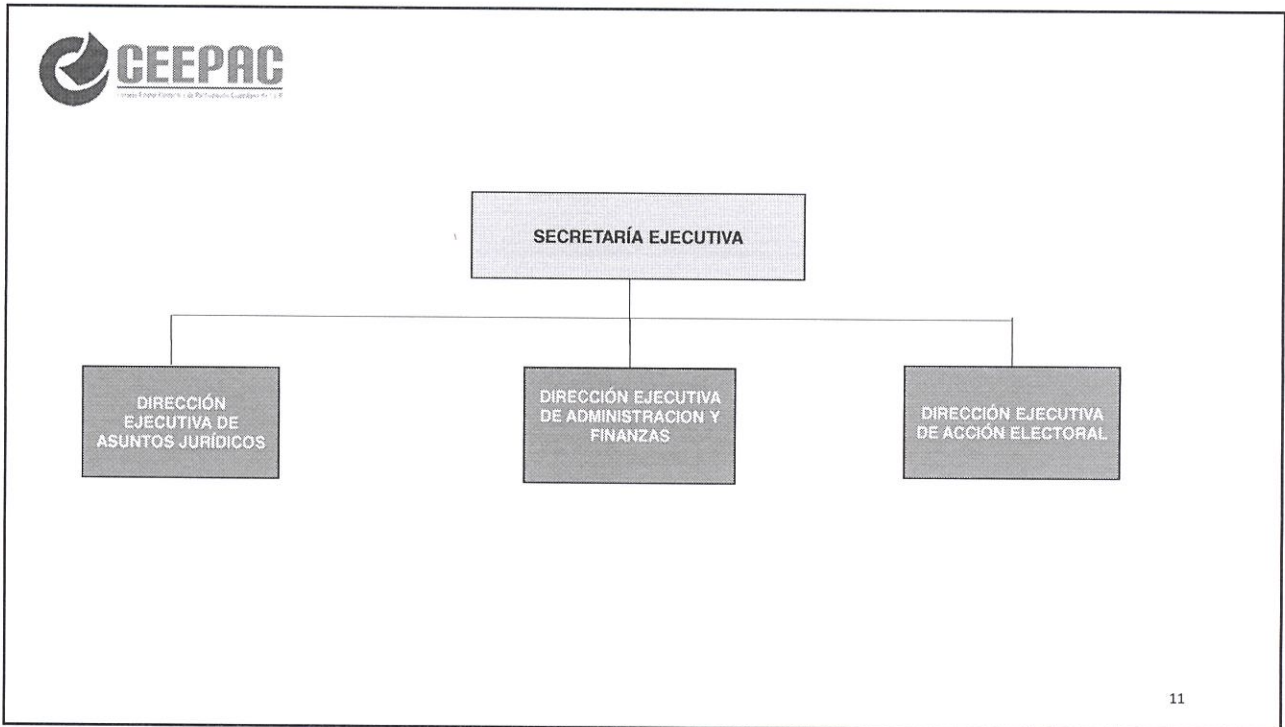 CEEPAC
SECRETARÍA EJECUTIVA
DIRECCIÓN
EJECUTIVA DE
ASUNTOS JURÍDICOS
DIRECCIÓN EJECUTIVA
DE ADMINISTRACION Y
FINANZAS
DIRECCIÓN EJECUTIVA
DE ACCIÓN ELECTORAL
11